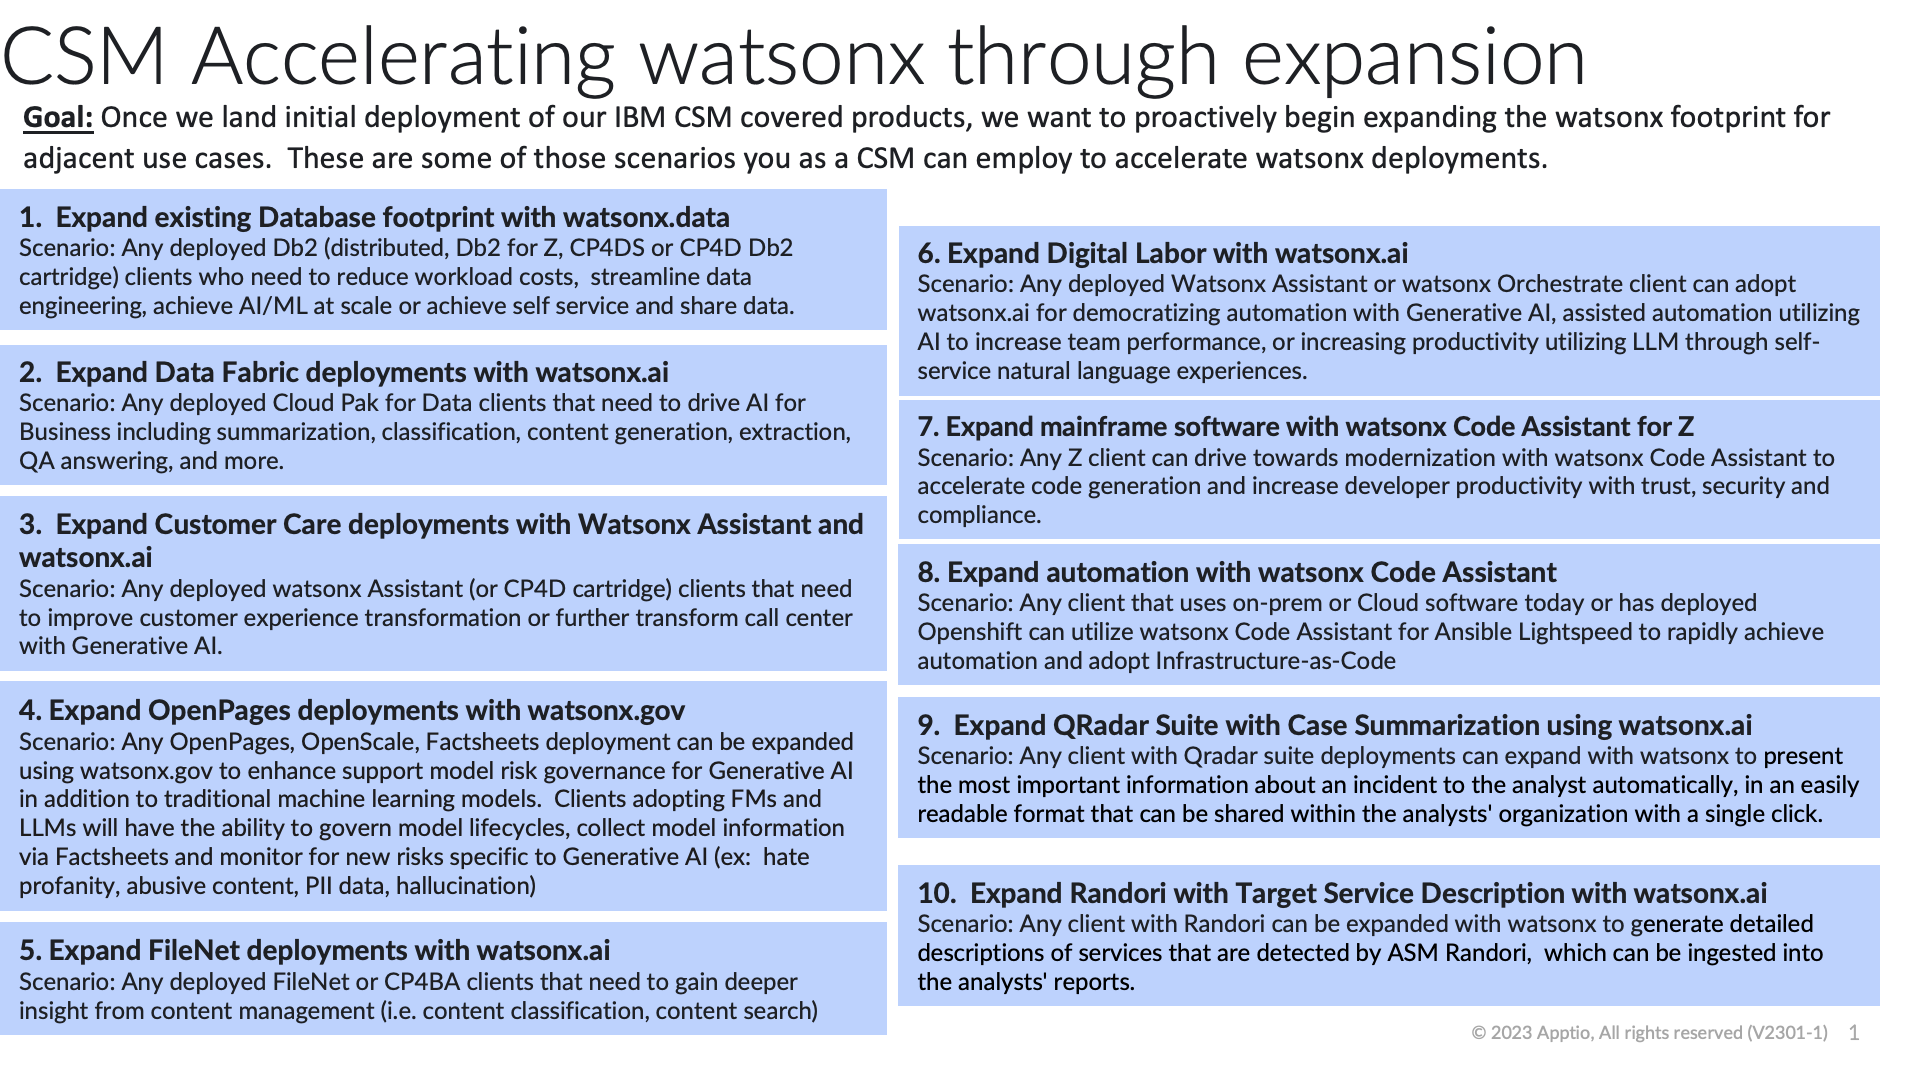 CSM Accelerating watsonx through expansion
Goal: Once we land initial deployment of our IBM CSM covered products, we want to proactively begin expanding the watsonx footprint for
adjacent use cases.  These are some of those scenarios you as a CSM can employ to accelerate watsonx deployments.
1.  Expand existing Database footprint with watsonx.data
Scenario: Any deployed Db2 (distributed, Db2 for Z, CP4DS or CP4D Db2
cartridge) clients who need to reduce workload costs,  streamline data
engineering, achieve AI/ML at scale or achieve self service and share data.
2.  Expand Data Fabric deployments with watsonx.ai
Scenario: Any deployed Cloud Pak for Data clients that need to drive AI for
Business including summarization, classification, content generation, extraction,
QA answering, and more.
3.  Expand Customer Care deployments with Watsonx Assistant and
watsonx.ai
Scenario: Any deployed watsonx Assistant (or CP4D cartridge) clients that need
to improve customer experience transformation or further transform call center
with Generative AI.
4. Expand OpenPages deployments with watsonx.gov
Scenario: Any OpenPages, OpenScale, Factsheets deployment can be expanded
using watsonx.gov to enhance support model risk governance for Generative AI
in addition to traditional machine learning models.  Clients adopting FMs and
LLMs will have the ability to govern model lifecycles, collect model information
via Factsheets and monitor for new risks specific to Generative AI (ex:  hate
profanity, abusive content, PII data, hallucination)
5. Expand FileNet deployments with watsonx.ai
Scenario: Any deployed FileNet or CP4BA clients that need to gain deeper
insight from content management (i.e. content classification, content search)
6. Expand Digital Labor with watsonx.ai
Scenario: Any deployed Watsonx Assistant or watsonx Orchestrate client can adopt
watsonx.ai for democratizing automation with Generative AI, assisted automation utilizing
AI to increase team performance, or increasing productivity utilizing LLM through self-
service natural language experiences.
7. Expand mainframe software with watsonx Code Assistant for Z
Scenario: Any Z client can drive towards modernization with watsonx Code Assistant to
accelerate code generation and increase developer productivity with trust, security and
compliance.
8. Expand automation with watsonx Code Assistant
Scenario: Any client that uses on-prem or Cloud software today or has deployed
Openshift can utilize watsonx Code Assistant for Ansible Lightspeed to rapidly achieve
automation and adopt Infrastructure-as-Code
9.  Expand QRadar Suite with Case Summarization using watsonx.ai
Scenario: Any client with Qradar suite deployments can expand with watsonx to present
the most important information about an incident to the analyst automatically, in an easily
readable format that can be shared within the analysts' organization with a single click.
10.  Expand Randori with Target Service Description with watsonx.ai
Scenario: Any client with Randori can be expanded with watsonx to generate detailed
descriptions of services that are detected by ASM Randori,  which can be ingested into
the analysts' reports.
© 2023 Apptio, All rights reserved (V2301-1) 1